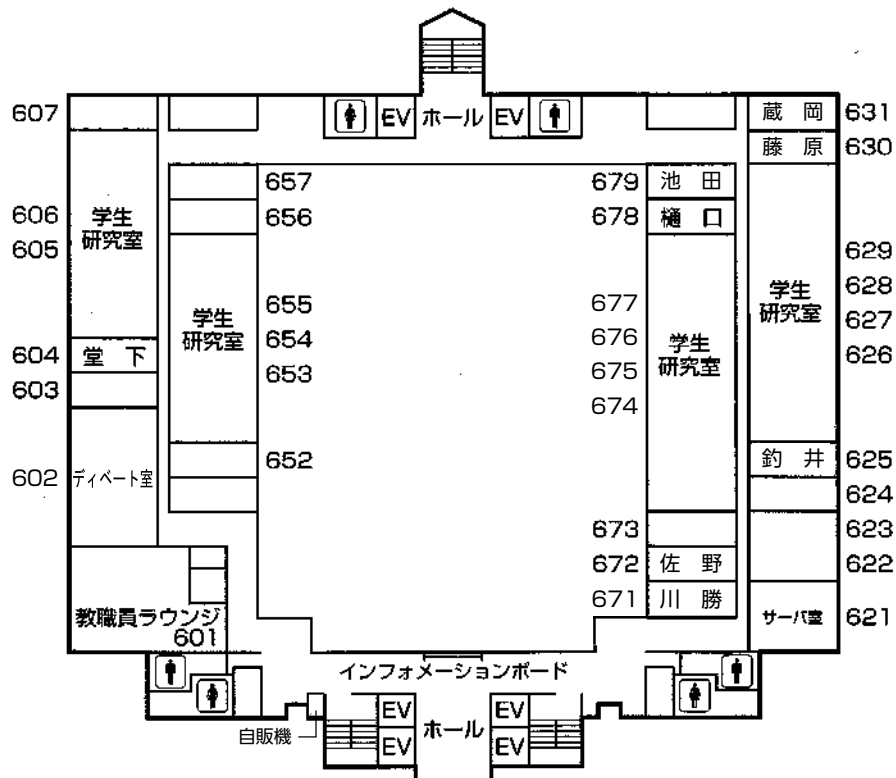 607
EV
ホール
EV
蔵 岡
631
藤 原
630
657
679
池 田
656
678
樋 口
606
605
学生
研究室
655
654
653
学生
研究室
677
676
675
674
学生
研究室
629
628
627
626
学生
研究室
604
堂 下
603
652
釣 井
625
602
ディベート室
624
673
623
672
佐 野
622
教職員ラウンジ
601
671
川 勝
サーバ室
621
インフォメーションボード
自販機
EV
ホール
EV
EV
EV